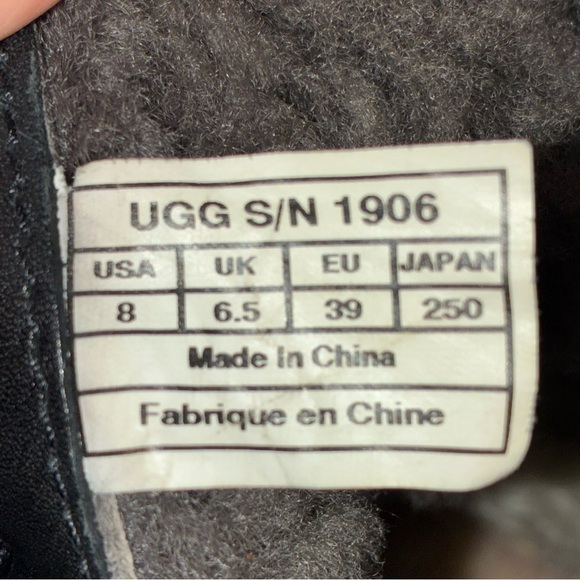 UGG S/N 1906
USA UK EU JAPAN
8 6.5 39 250
Made In China
Fabrique en Chine